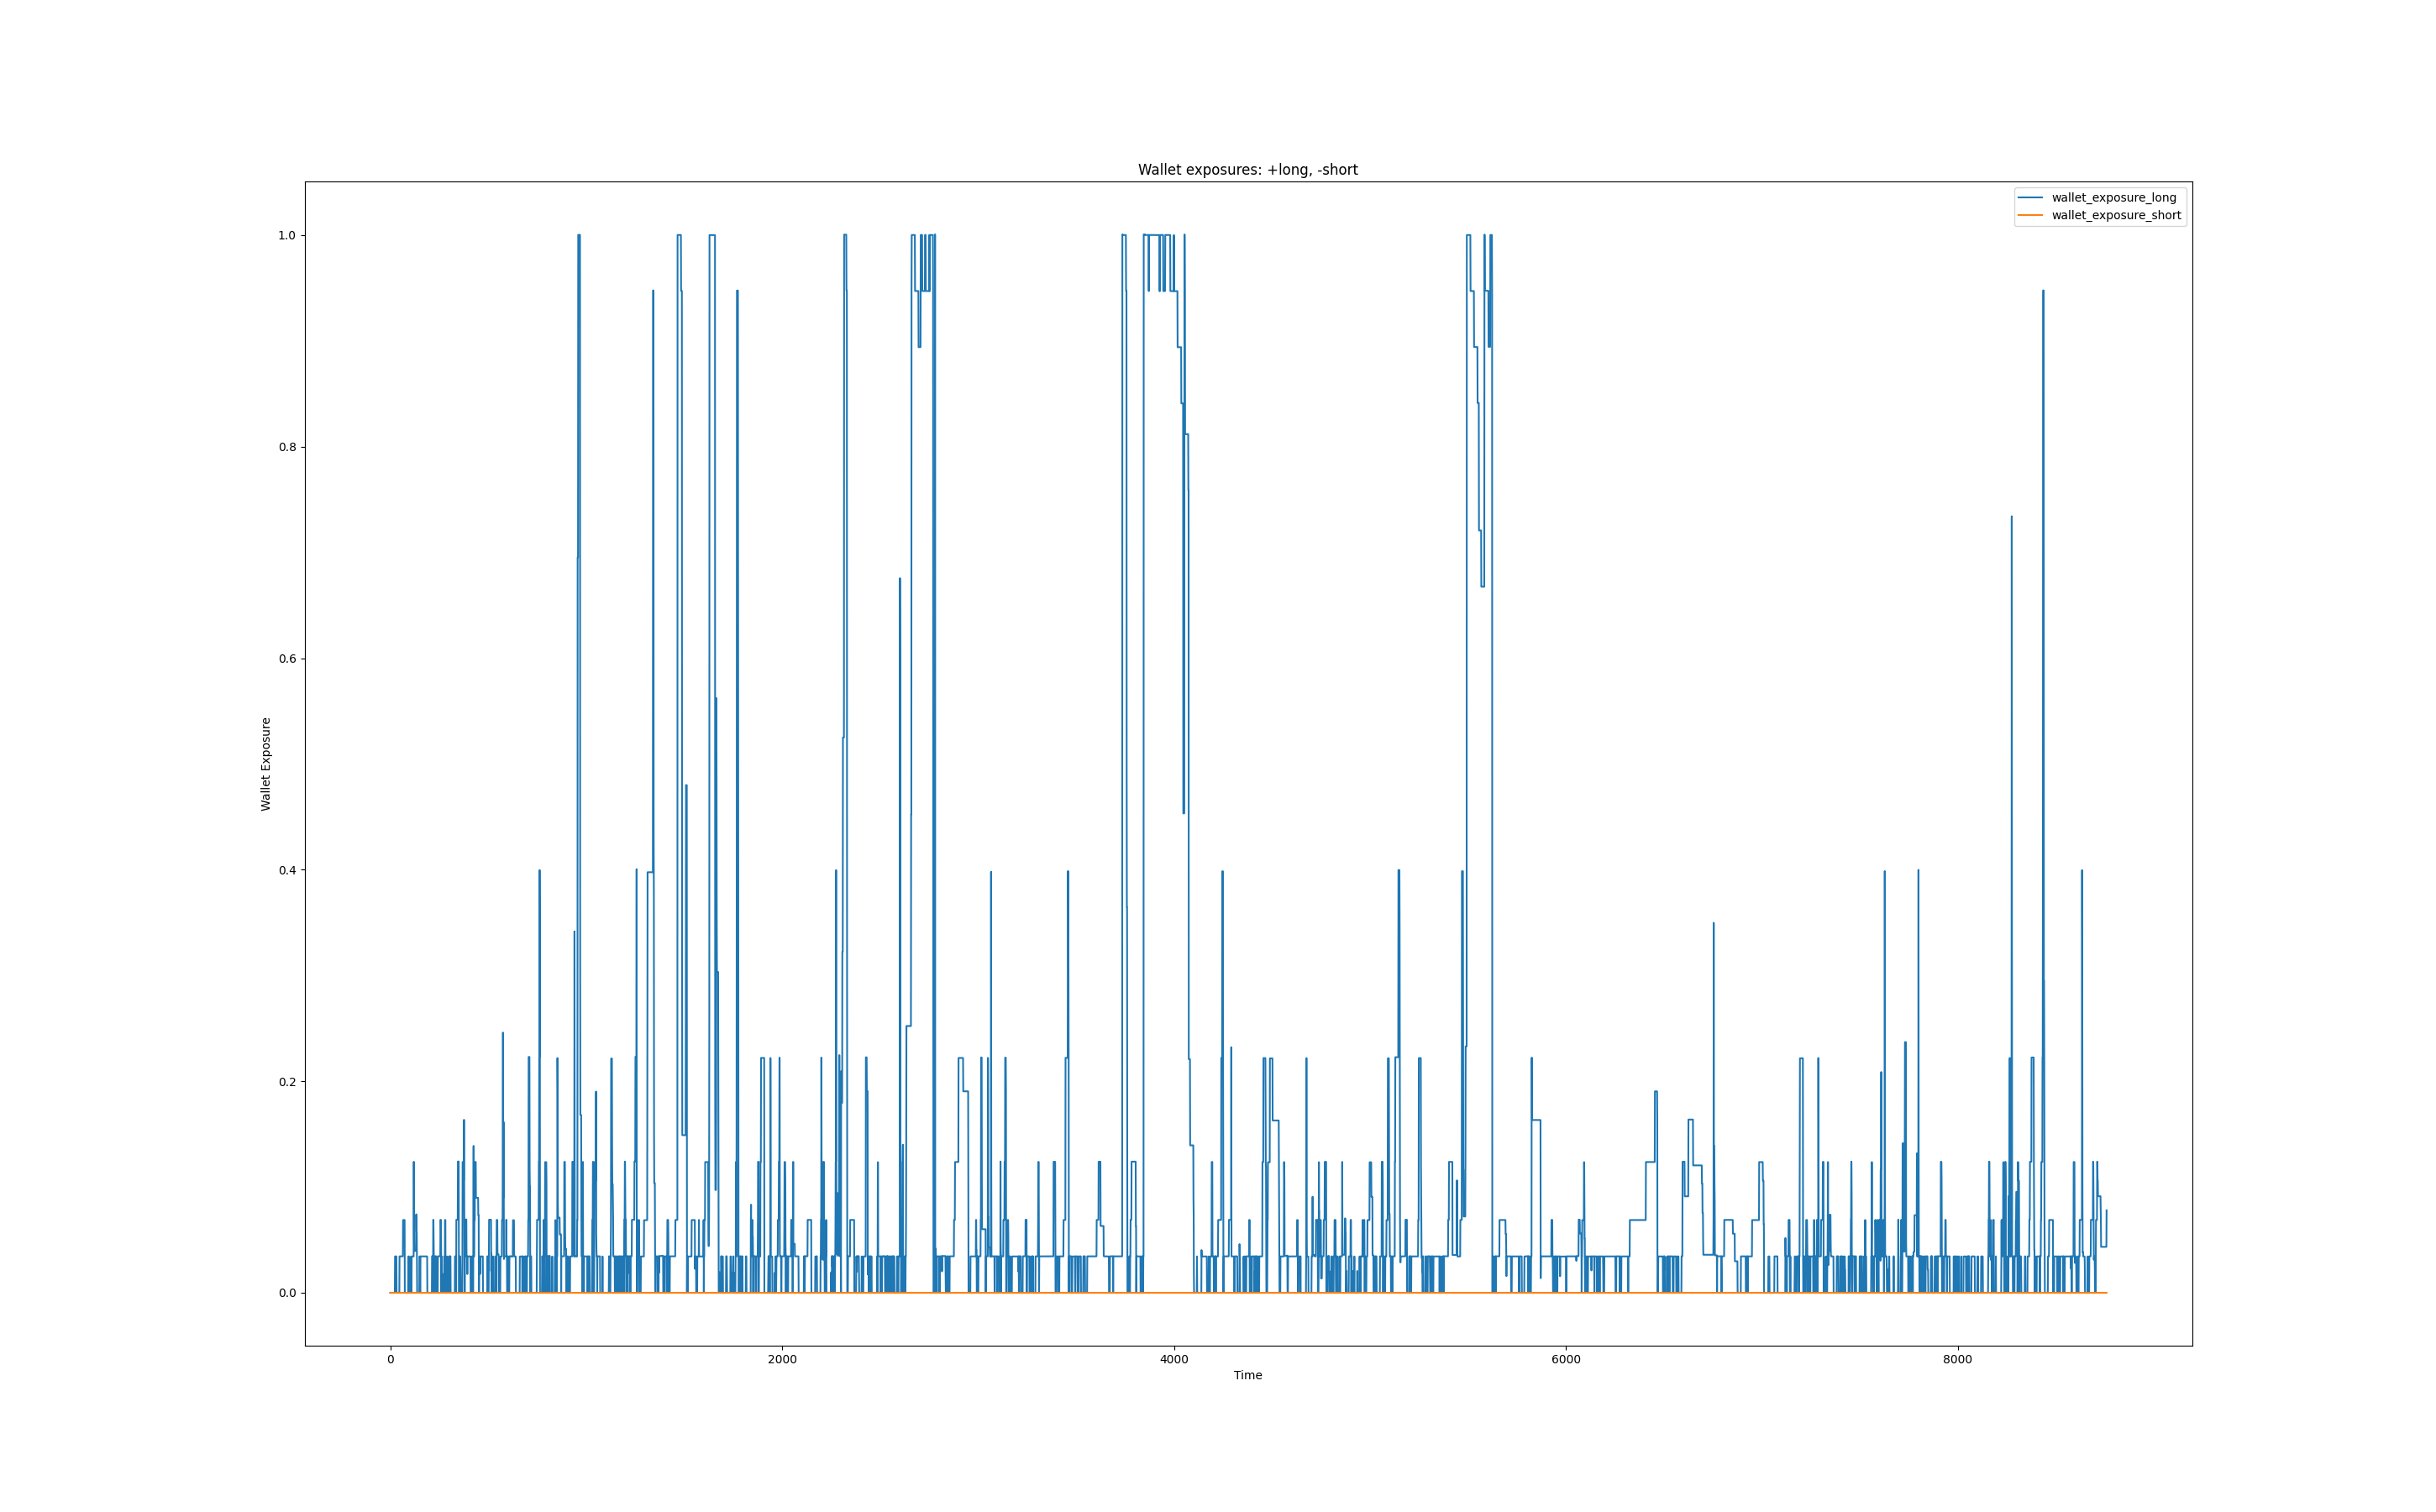 Wallet exposures: +long, -short
wallet_exposure_long
wallet_exposure_short
1.0
0.8
0.6
0.4
0.2
0.0
Wallet Exposure
0 2000 4000 6000 8000
Time